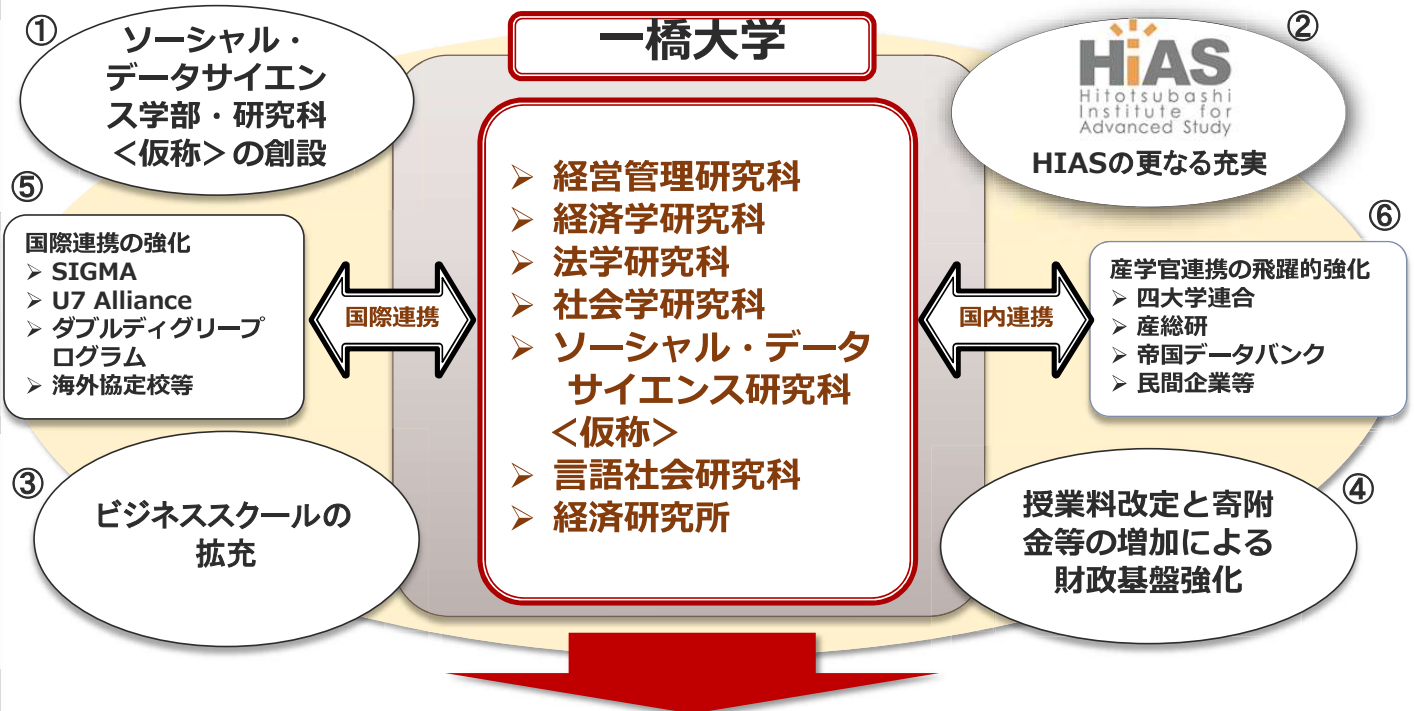 一橋大学
①
ソーシャル・
データサイエン
ス学部・研究科
<仮称>の創設
②
HiAS
Hitotsubashi
Institute for
Advanced Study
HIASの更なる充実
⑤
国際連携の強化
➢ SIGMA
➢ U7 Alliance
➢ ダブルディグリープ
ログラム
➢ 海外協定校等
国際連携
➢ 経営管理研究科
➢ 経済学研究科
➢ 法学研究科
➢ 社会学研究科
➢ ソーシャル・データ
サイエンス研究科
<仮称>
➢ 言語社会研究科
➢ 経済研究所
国内連携
⑥
産学官連携の飛躍的強化
➢ 四大学連合
➢ 産総研
➢ 帝国データバンク
➢ 民間企業等
③
ビジネススクールの
拡充
④
授業料改定と寄附
金等の増加による
財政基盤強化